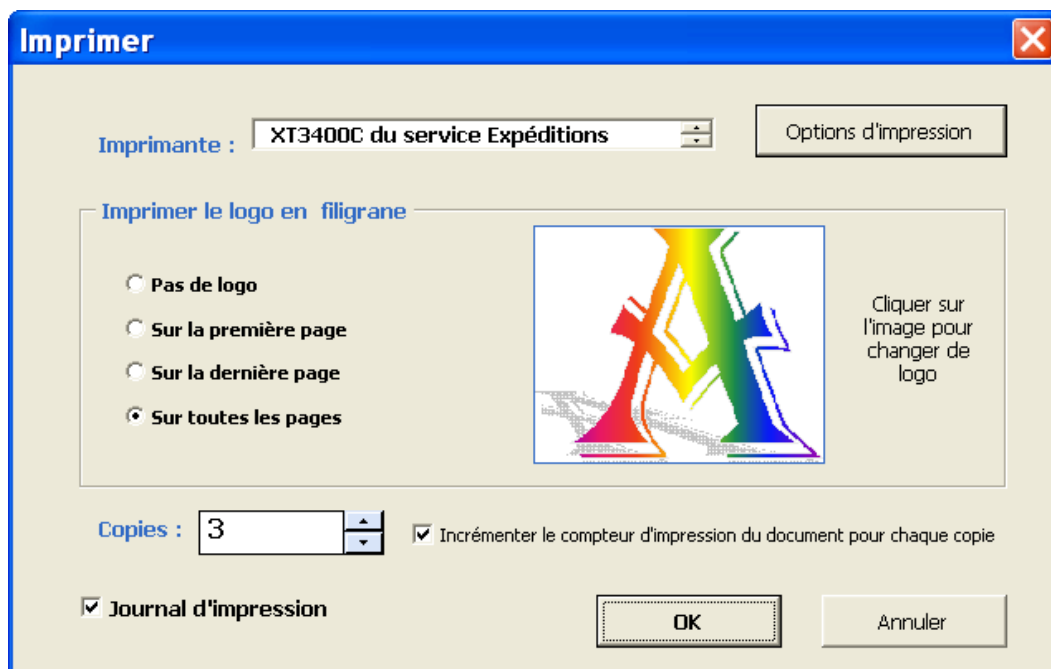 Imprimer
Imprimante :
XT3400C du service Expéditions
Options d'impression
Imprimer le logo en filigrane
Pas de logo
Sur la première page
Sur la dernière page
Sur toutes les pages
Cliquer sur
l'image pour
changer de
logo
Copies :
3
Incrémenter le compteur d'impression du document pour chaque copie
Journal d'impression
OK
Annuler